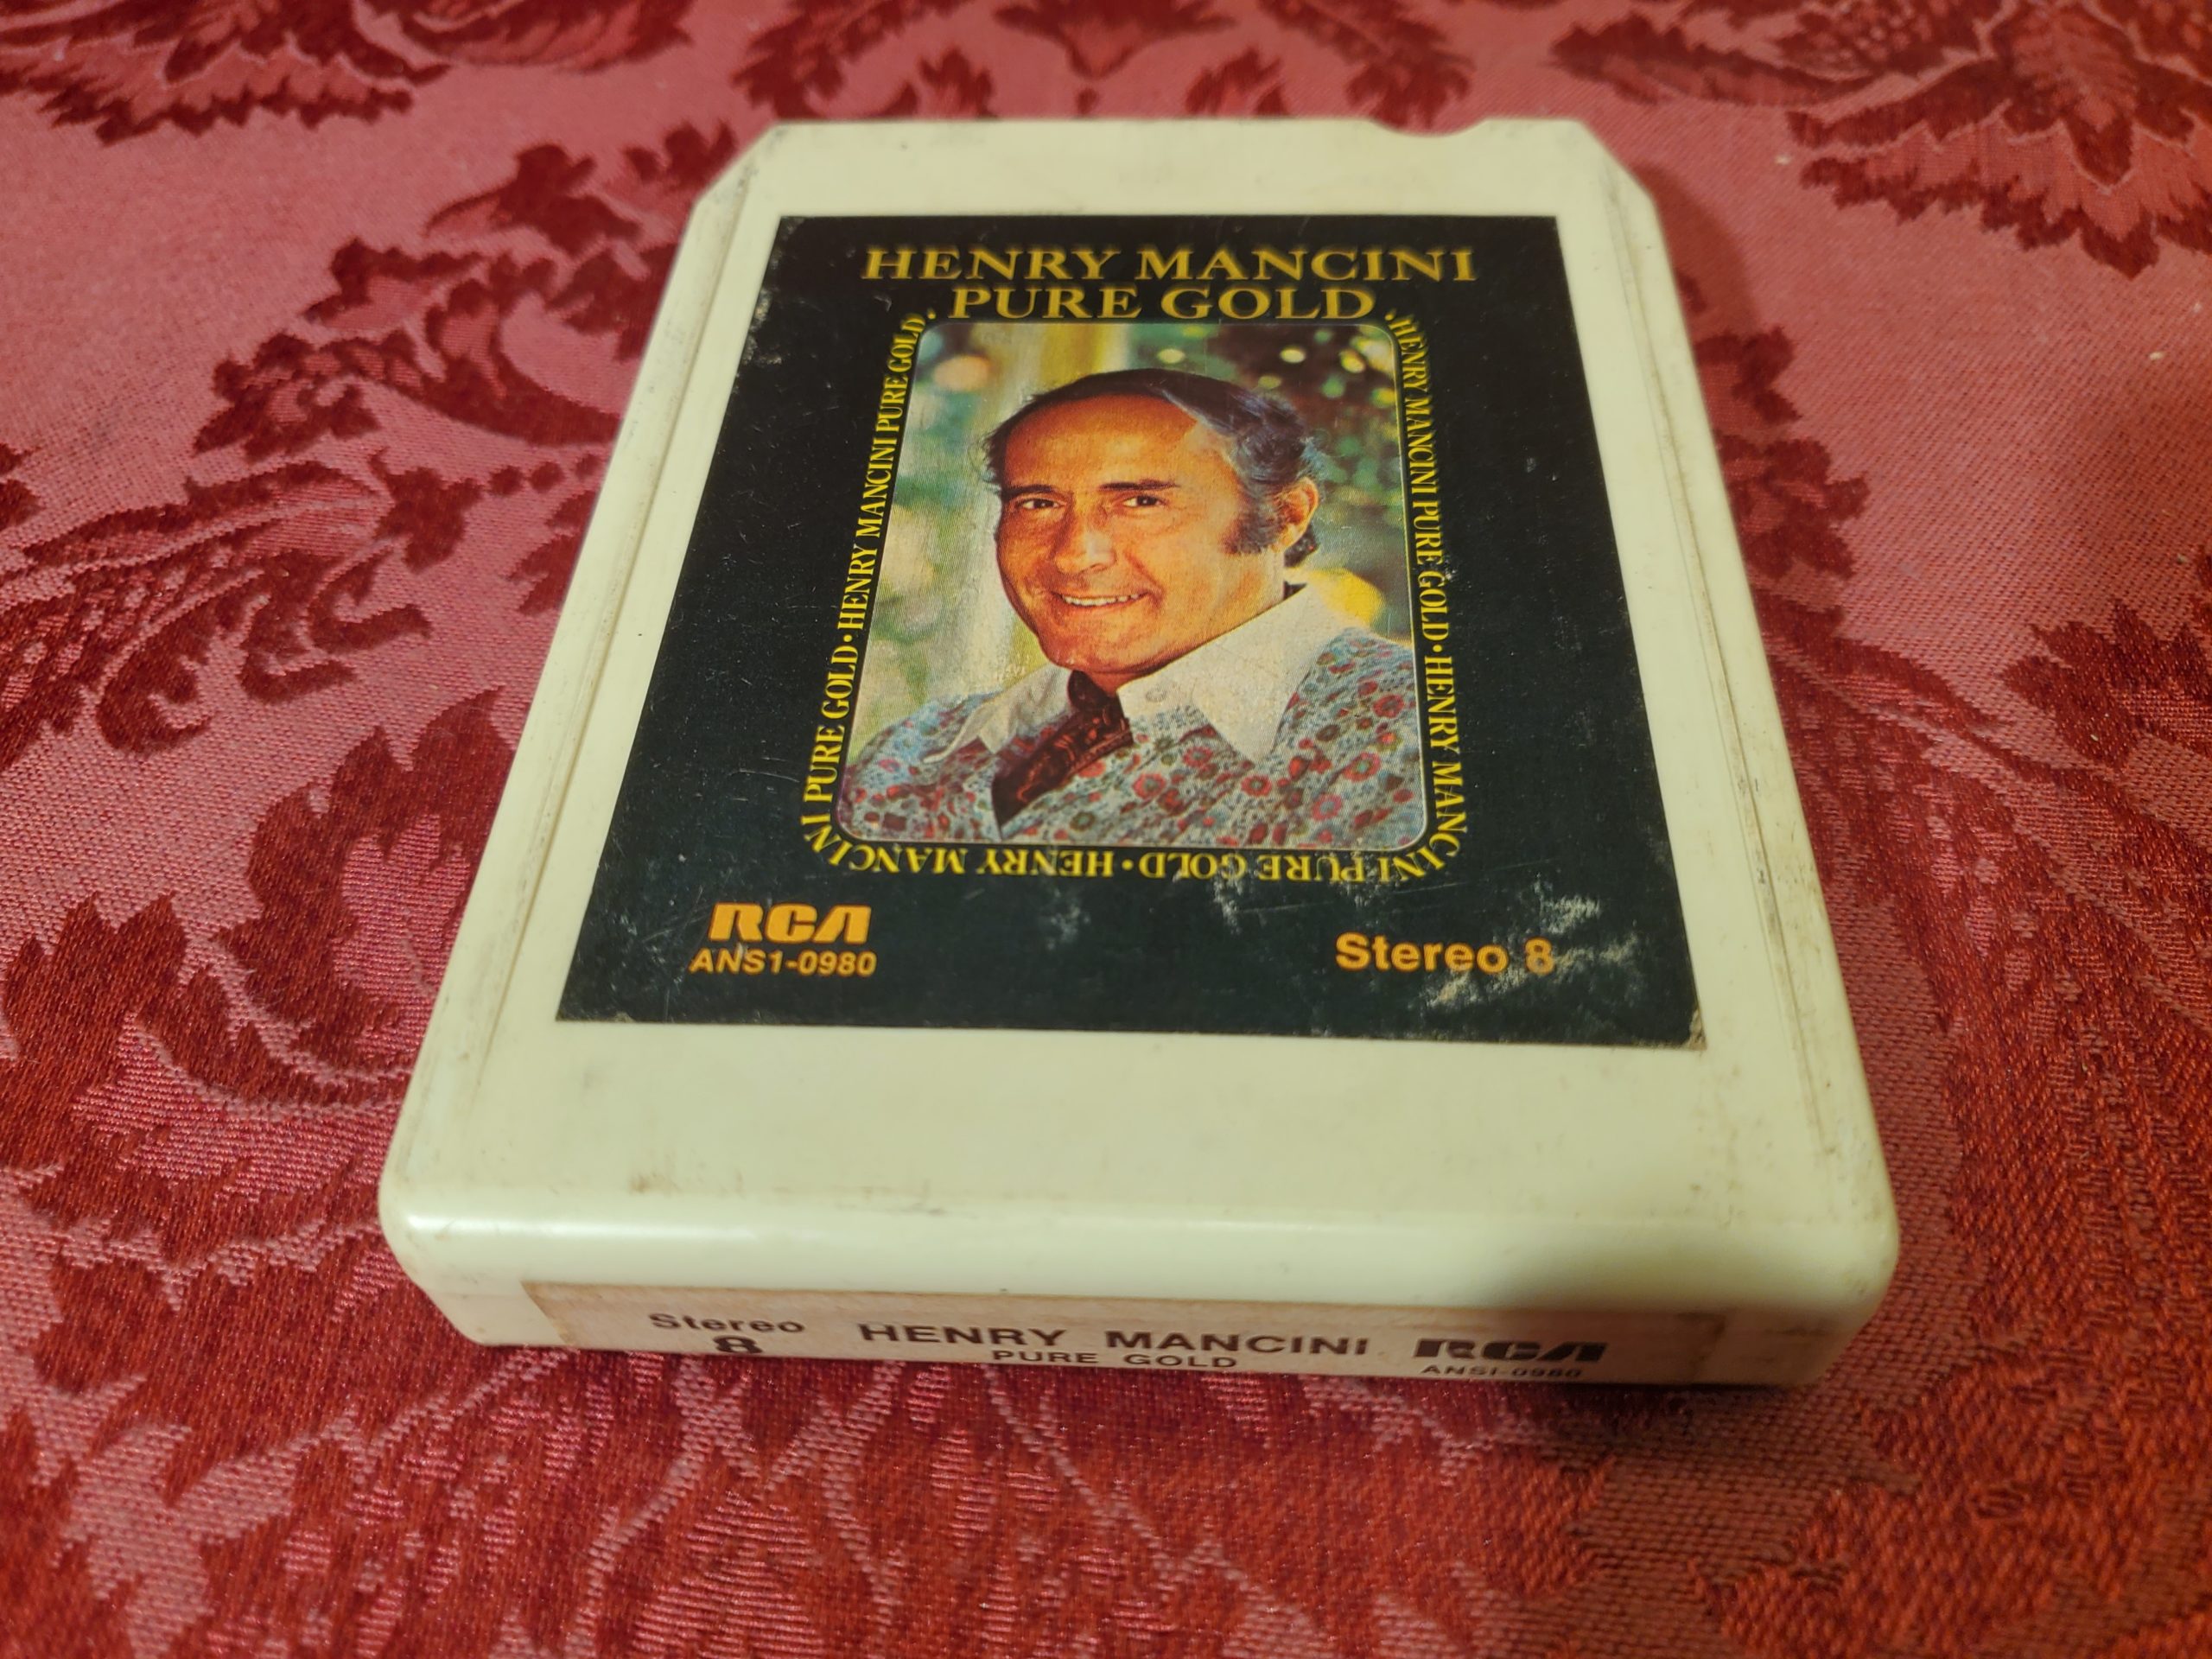 HENRY MANCINI
PURE GOLD
· HENRY MANCINI PURE GOLD · HENRY MANCINI PURE GOLD · HENRY MANCINI PURE GOLD · HENRY MANCINI PURE GOLD ·
RCA
ANS1-0980
Stereo 8
Stereo
8
HENRY MANCINI
PURE GOLD
RCA
ANS1-0980